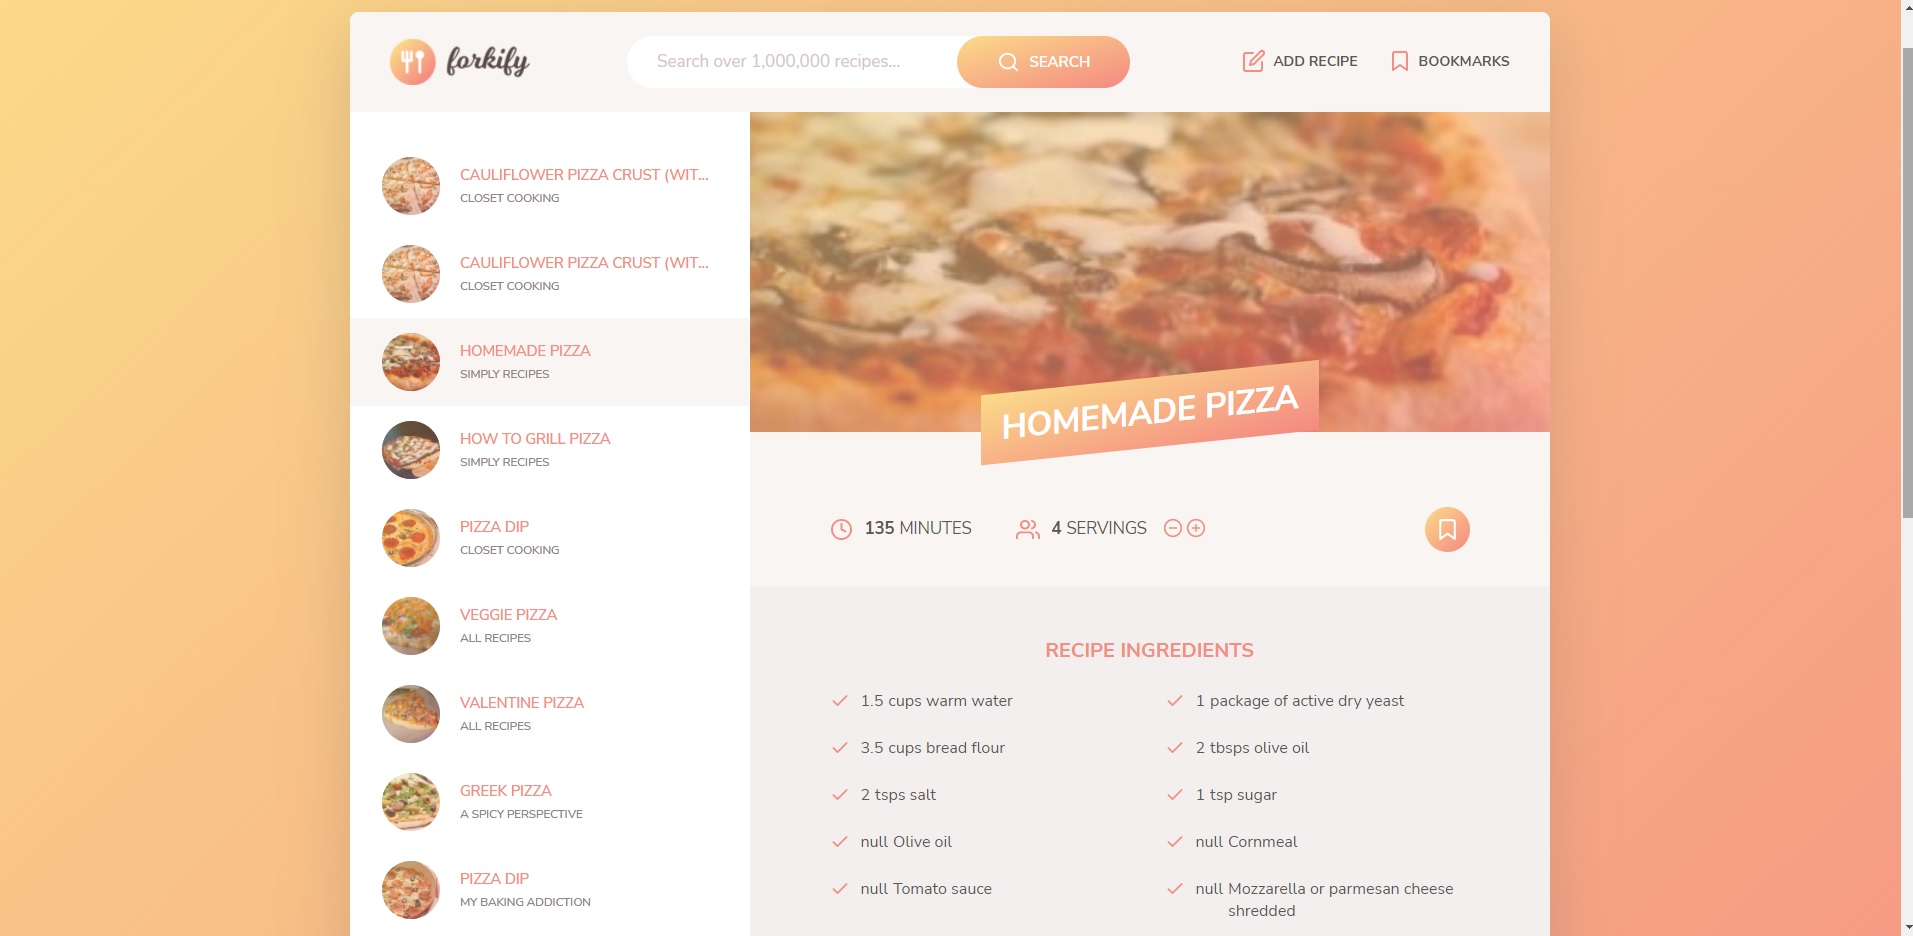 forkify
Search over 1,000,000 recipes...
SEARCH
ADD RECIPE
BOOKMARKS
CAULIFLOWER PIZZA CRUST (WIT...
CLOSET COOKING
CAULIFLOWER PIZZA CRUST (WIT...
CLOSET COOKING
HOMEMADE PIZZA
SIMPLY RECIPES
HOW TO GRILL PIZZA
SIMPLY RECIPES
PIZZA DIP
CLOSET COOKING
VEGGIE PIZZA
ALL RECIPES
VALENTINE PIZZA
ALL RECIPES
GREEK PIZZA
A SPICY PERSPECTIVE
PIZZA DIP
MY BAKING ADDICTION
HOMEMADE PIZZA
135 MINUTES
4 SERVINGS
RECIPE INGREDIENTS
1.5 cups warm water
1 package of active dry yeast
3.5 cups bread flour
2 tbsps olive oil
2 tsps salt
1 tsp sugar
null Olive oil
null Cornmeal
null Tomato sauce
null Mozzarella or parmesan cheese
shredded